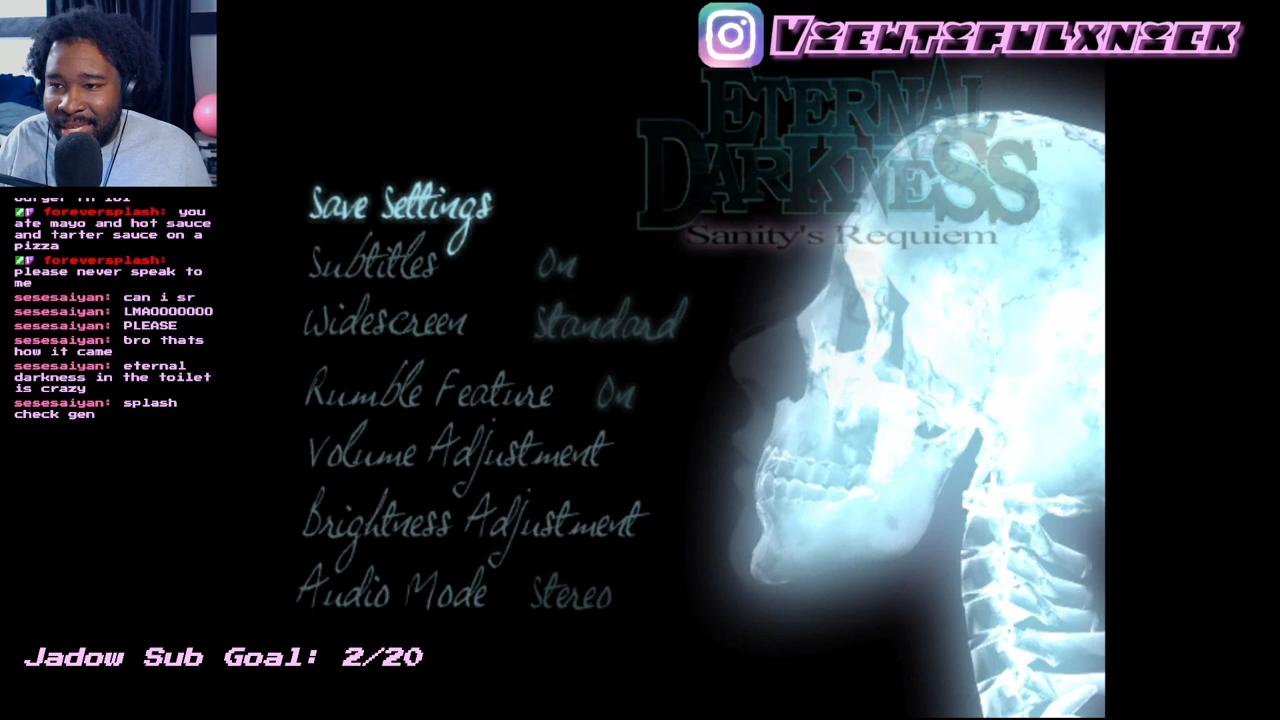 Viewtifulxnick
ETERNAL
DARKNESS™
Sanity's Requiem
Save Settings
Subtitles On
Widescreen Standard
Rumble Feature On
Volume Adjustment
Brightness Adjustment
Audio Mode Stereo
foreversplash: you
ate mayo and hot sauce
and tarter sauce on a
pizza
foreversplash:
please never speak to
me
sesesaiyan: can i sr
sesesaiyan: LMAOOOOOOO
sesesaiyan: PLEASE
sesesaiyan: bro thats
how it came
sesesaiyan: eternal
darkness in the toilet
is crazy
sesesaiyan: splash
check gen
Jadow Sub Goal: 2/20